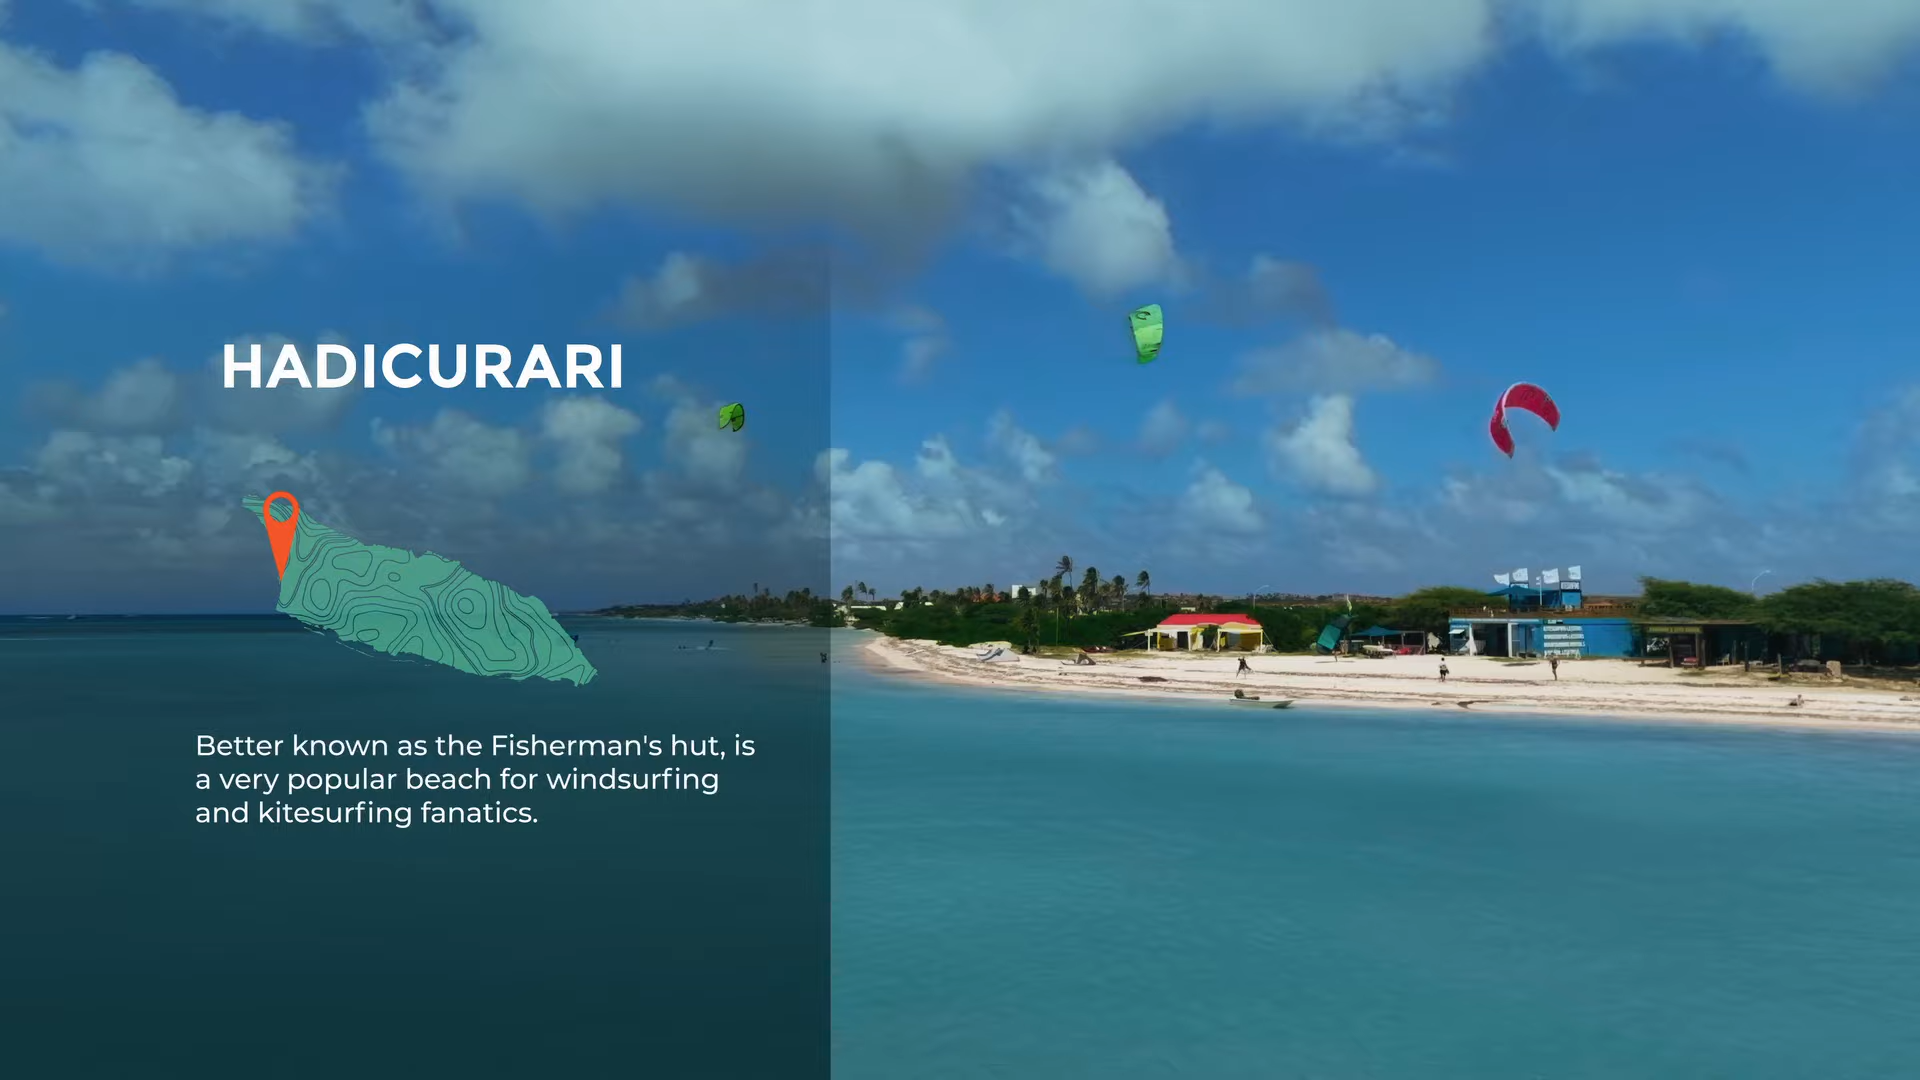 HADICURARI
Better known as the Fisherman's hut, is
a very popular beach for windsurfing
and kitesurfing fanatics.